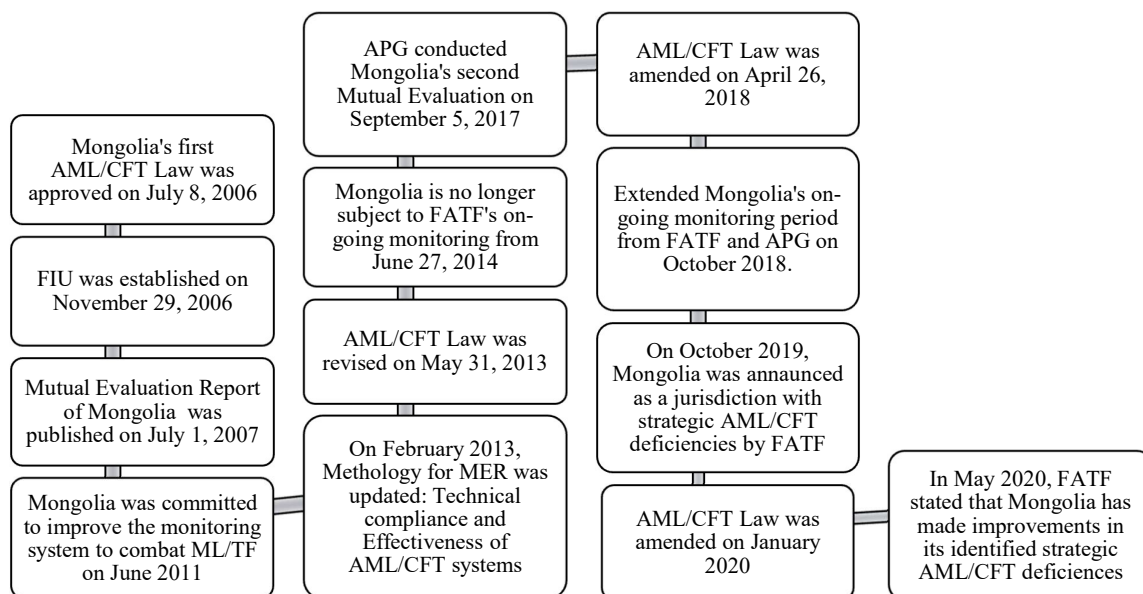 Mongolia's first
AML/CFT Law was
approved on July 8, 2006
FIU was established on
November 29, 2006
Mutual Evaluation Report
of Mongolia was
published on July 1, 2007
Mongolia was committed
to improve the monitoring
system to combat ML/TF
on June 2011
On February 2013,
Methology for MER was
updated: Technical
compliance and
Effectiveness of
AML/CFT systems
AML/CFT Law was
revised on May 31, 2013
Mongolia is no longer
subject to FATF's on-
going monitoring from
June 27, 2014
APG conducted
Mongolia's second
Mutual Evaluation on
September 5, 2017
AML/CFT Law was
amended on April 26,
2018
Extended Mongolia's on-
going monitoring period
from FATF and APG on
October 2018.
On October 2019,
Mongolia was annaunced
as a jurisdiction with
strategic AML/CFT
deficiencies by FATF
AML/CFT Law was
amended on January
2020
In May 2020, FATF
stated that Mongolia has
made improvements in
its identified strategic
AML/CFT deficiences